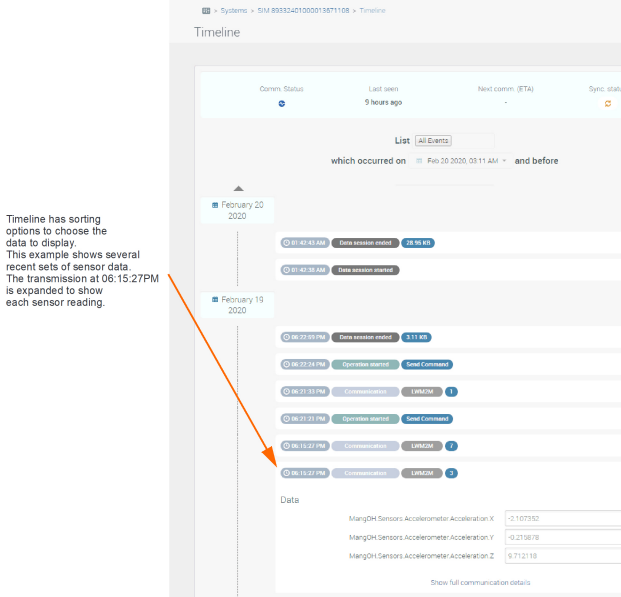 Systems > SIM 89332401000013671108 > Timeline
Timeline
Comm. Status
Last seen
Next comm. (ETA)
Sync. stat
9 hours ago
-
List All Events
which occurred on Feb 20 2020, 03:11 AM and before
February 20
2020
01:42:43 AM Data session ended 28.95 KB
01:42:38 AM Data session started
February 19
2020
06:22:59 PM Data session ended 3.11 KB
06:22:24 PM Operation started Send Command
06:21:33 PM Communication LWM2M 1
06:21:21 PM Operation started Send Command
06:15:27 PM Communication LWM2M 7
06:15:27 PM Communication LWM2M 3
Data
MangOH.Sensors.Accelerometer.Acceleration.X -2.107352
MangOH.Sensors.Accelerometer.Acceleration.Y -0.215878
MangOH.Sensors.Accelerometer.Acceleration.Z 9.712118
Show full communication details
Timeline has sorting
options to choose the
data to display.
This example shows several
recent sets of sensor data.
The transmission at 06:15:27PM
is expanded to show
each sensor reading.